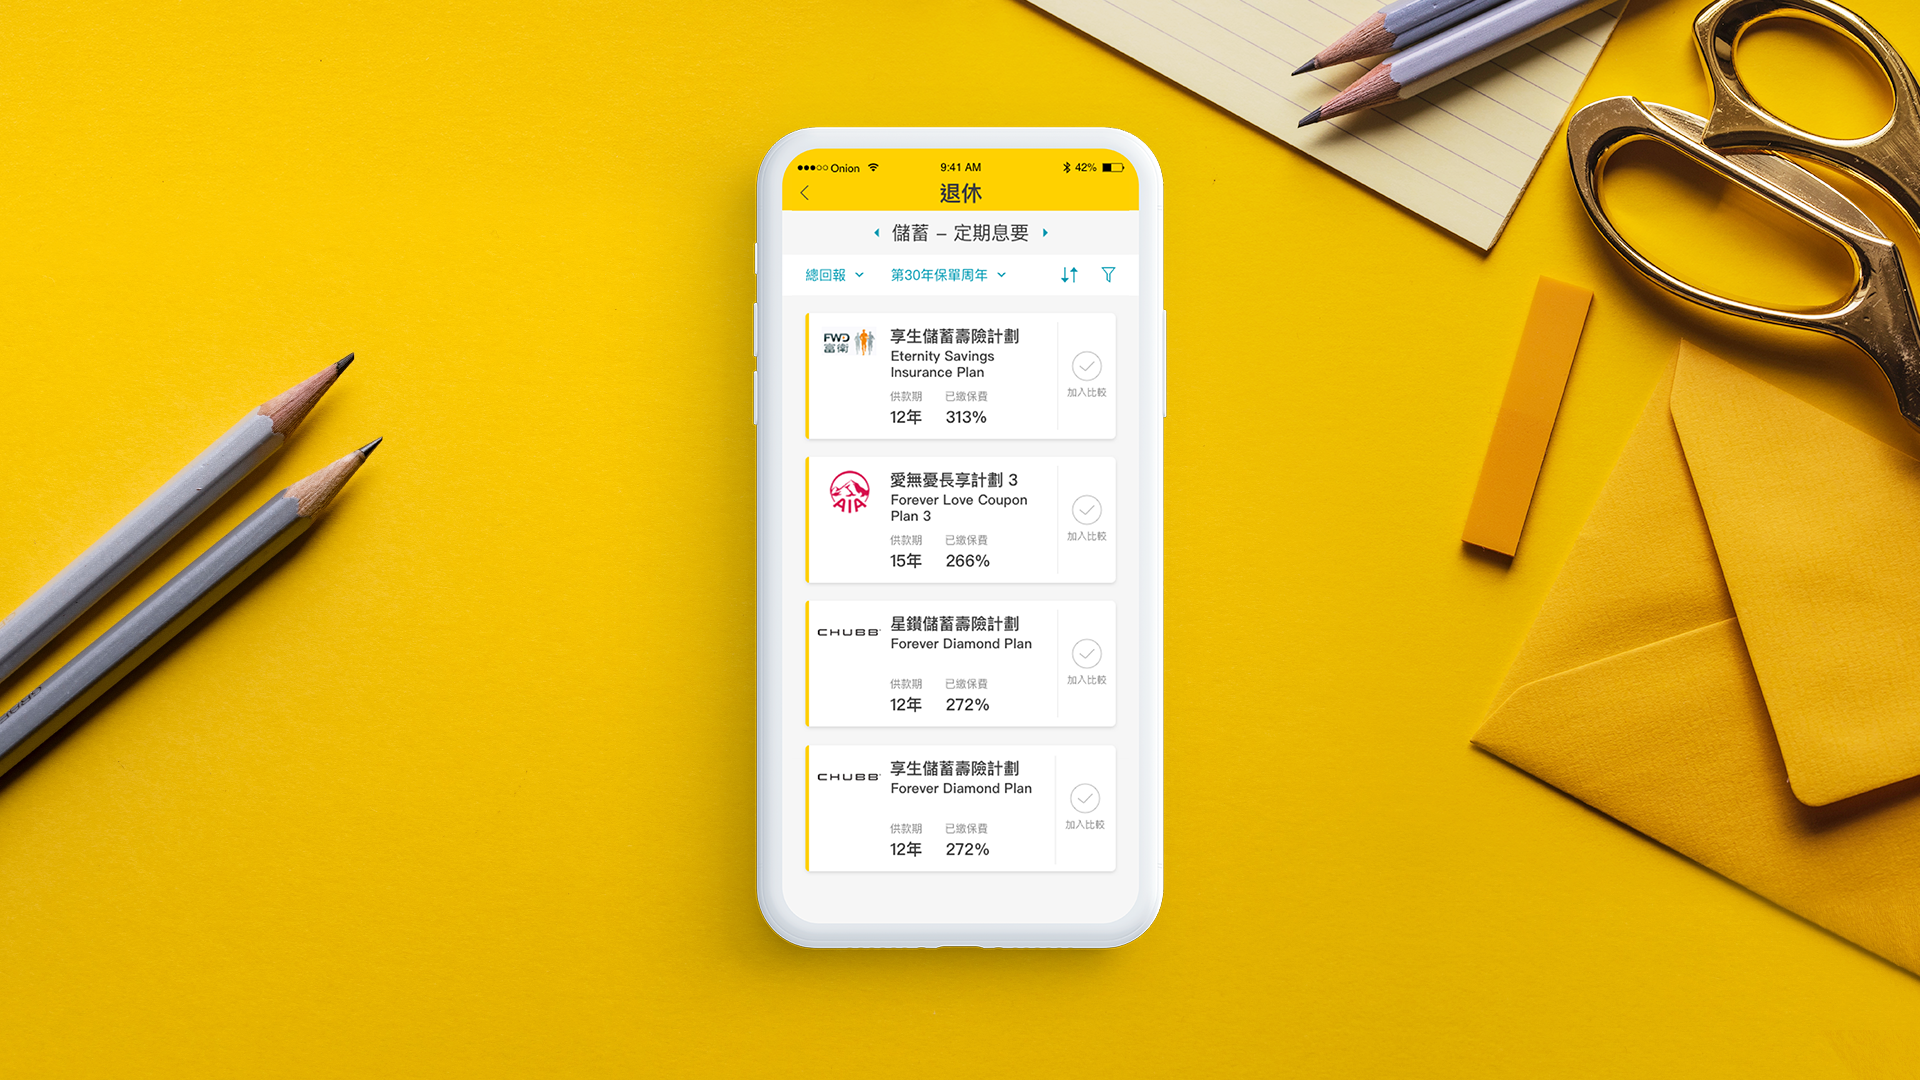 Onion
9:41 AM
42%
退休
儲蓄 – 定期息要
總回報
第30年保單周年
FWD
富衛
享生儲蓄壽險計劃
Eternity Savings
Insurance Plan
供款期
已繳保費
12年
313%
加入比較
AIA
愛無憂長享計劃 3
Forever Love Coupon
Plan 3
供款期
已繳保費
15年
266%
加入比較
CHUBB
星鑽儲蓄壽險計劃
Forever Diamond Plan
供款期
已繳保費
12年
272%
加入比較
CHUBB
享生儲蓄壽險計劃
Forever Diamond Plan
供款期
已繳保費
12年
272%
加入比較